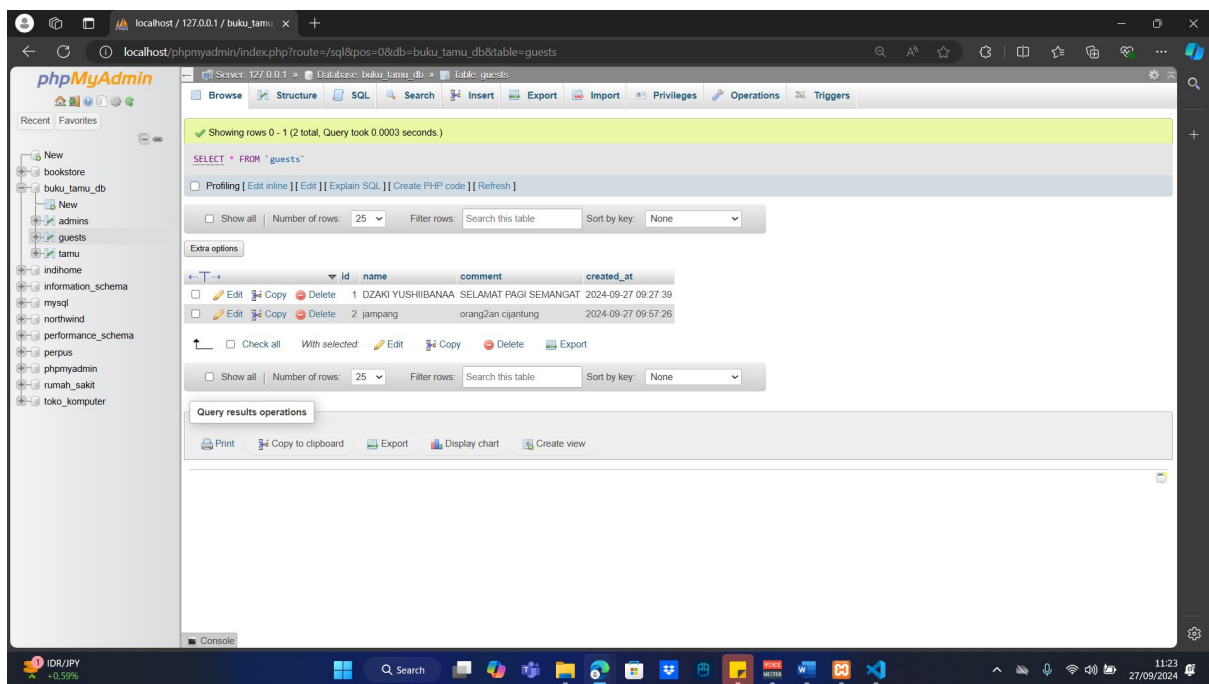 localhost / 127.0.0.1 / buku_tamu
localhost/phpmyadmin/index.php?route=/sql&pos=0&db=buku_tamu_db&table=guests
phpMyAdmin
Recent Favorites
New
bookstore
buku_tamu_db
New
admins
guests
tamu
indihome
information_schema
mysql
northwind
performance_schema
perpus
phpmyadmin
rumah_sakit
toko_komputer
Server: 127.0.0.1 » Database: buku_tamu_db » Table: guests
Browse Structure SQL Search Insert Export Import Privileges Operations Triggers
Showing rows 0 - 1 (2 total, Query took 0.0003 seconds.)
SELECT * FROM `guests`
Profiling [ Edit inline ] [ Edit ] [ Explain SQL ] [ Create PHP code ] [ Refresh ]
Show all | Number of rows: 25 Filter rows: Search this table Sort by key: None
Extra options
id name comment created_at
Edit Copy Delete 1 DZAKI YUSHIIBANAA SELAMAT PAGI SEMANGAT 2024-09-27 09:27:39
Edit Copy Delete 2 jampang orang2an cijantung 2024-09-27 09:57:26
Check all With selected: Edit Copy Delete Export
Show all | Number of rows: 25 Filter rows: Search this table Sort by key: None
Query results operations
Print Copy to clipboard Export Display chart Create view
Console
1 IDR/JPY
+0.59%
Search
VOICE
MEETER
11:23
27/09/2024